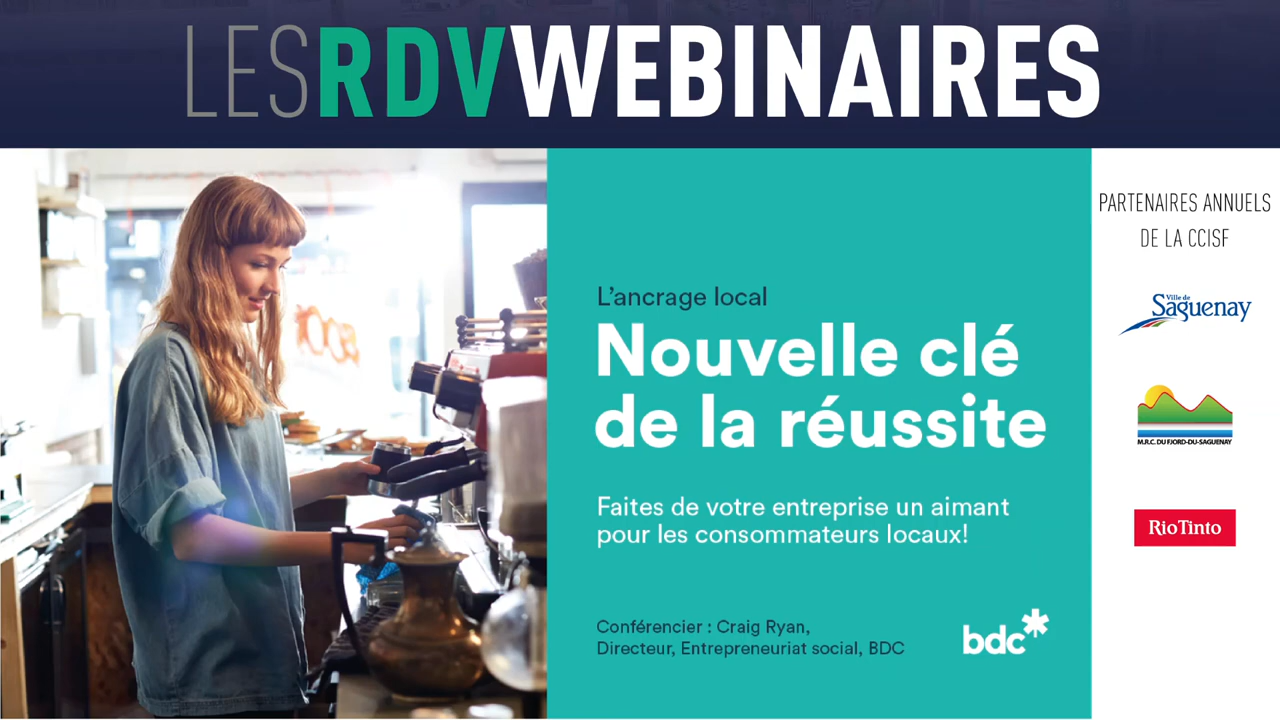 LESRDVWEBINAIRES
L'ancrage local
Nouvelle clé
de la réussite
Faites de votre entreprise un aimant
pour les consommateurs locaux!
Conférencier : Craig Ryan,
Directeur, Entrepreneuriat social, BDC
bdc*
PARTENAIRES ANNUELS
DE LA CCISF
Ville de
Saguenay
M.R.C. DU FJORD-DU-SAGUENAY
RioTinto